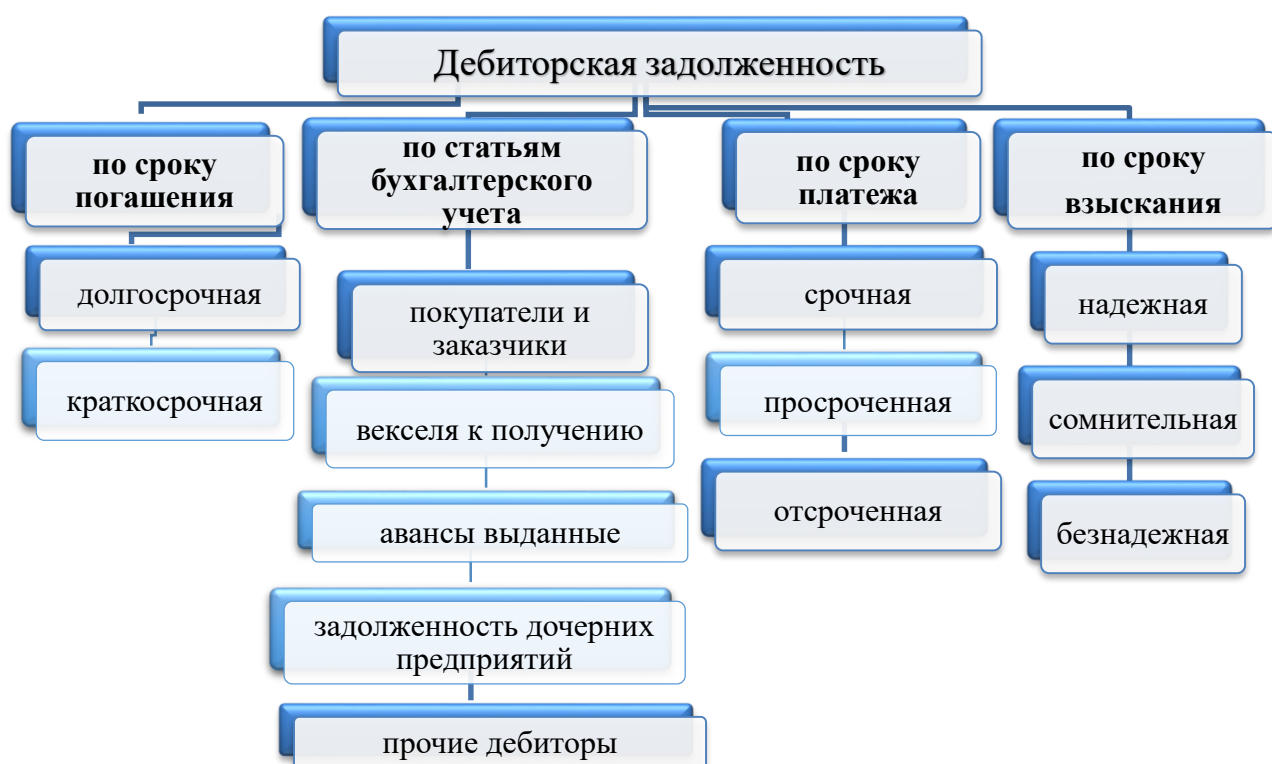 Дебиторская задолженность
по сроку
погашения
долгосрочная
краткосрочная
по статьям
бухгалтерского
учета
покупатели и
заказчики
векселя к получению
авансы выданные
задолженность дочерних
предприятий
прочие дебиторы
по сроку
платежа
срочная
просроченная
отсроченная
по сроку
взыскания
надежная
сомнительная
безнадежная